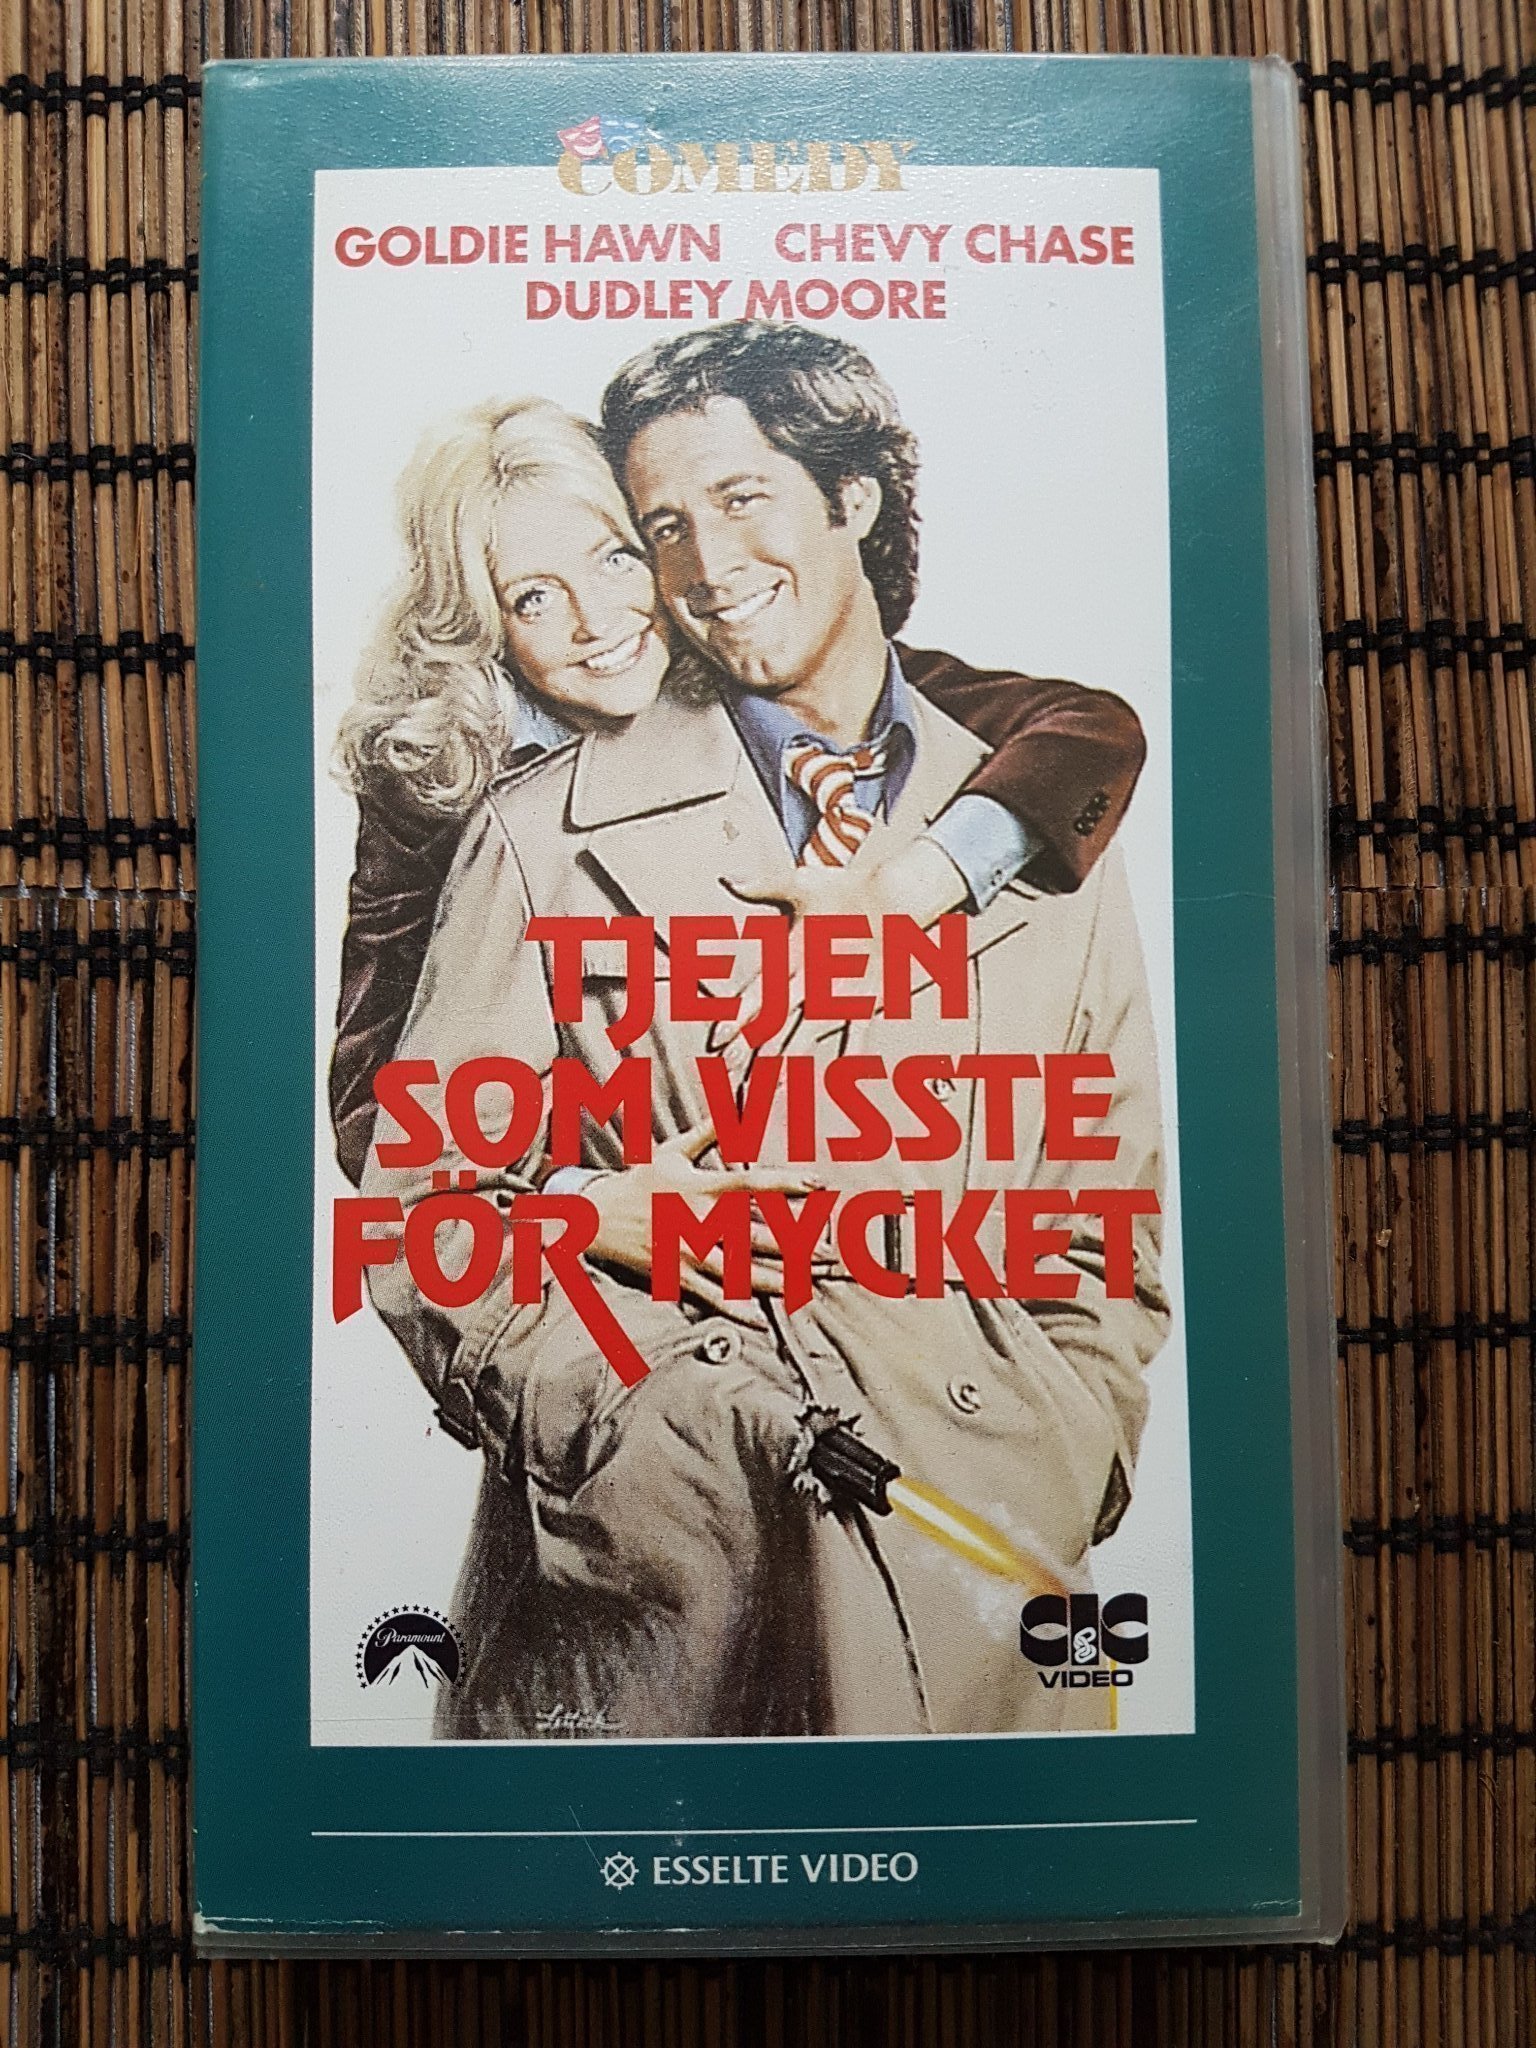 COMEDY
GOLDIE HAWN CHEVY CHASE
DUDLEY MOORE
TJEJEN
SOM VISSTE
FÖR MYCKET
Paramount
CIC
VIDEO
ESSELTE VIDEO